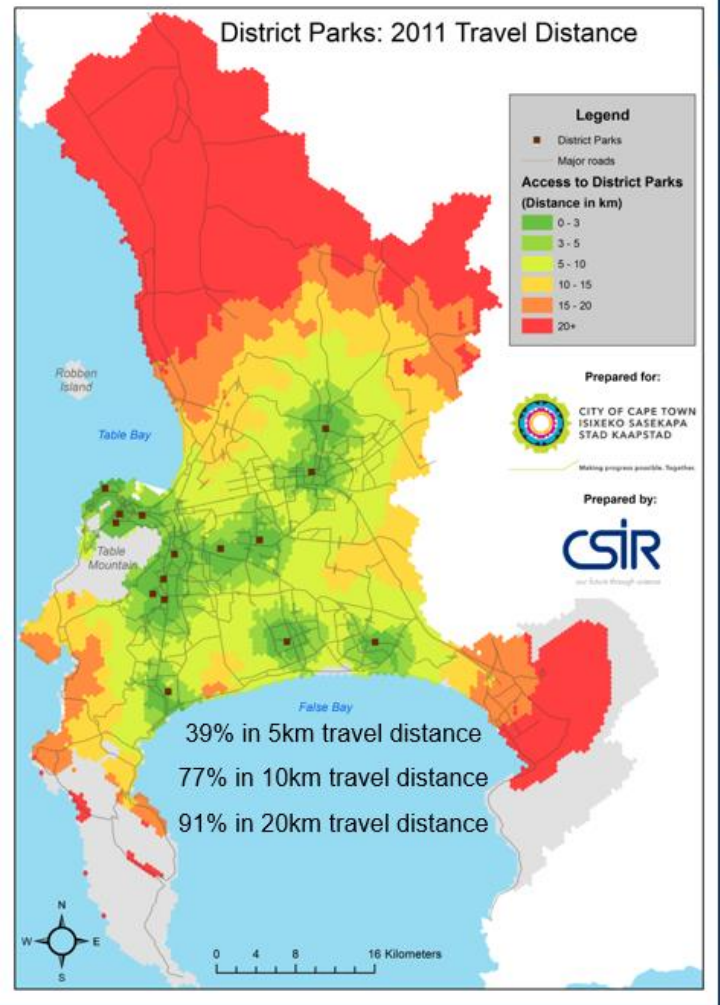 District Parks: 2011 Travel Distance
Legend
District Parks
Major roads
Access to District Parks
(Distance in km)
0 - 3
3 - 5
5 - 10
10 - 15
15 - 20
20+
Robben
Island
Prepared for:
CITY OF CAPE TOWN
ISIXEKO SASEKAPA
STAD KAAPSTAD
Making progress possible. Together.
Table Bay
Prepared by:
CSIR
our future through science
Table
Mountain
False Bay
39% in 5km travel distance
77% in 10km travel distance
91% in 20km travel distance
N
W E
S
0 4 8 16 Kilometers